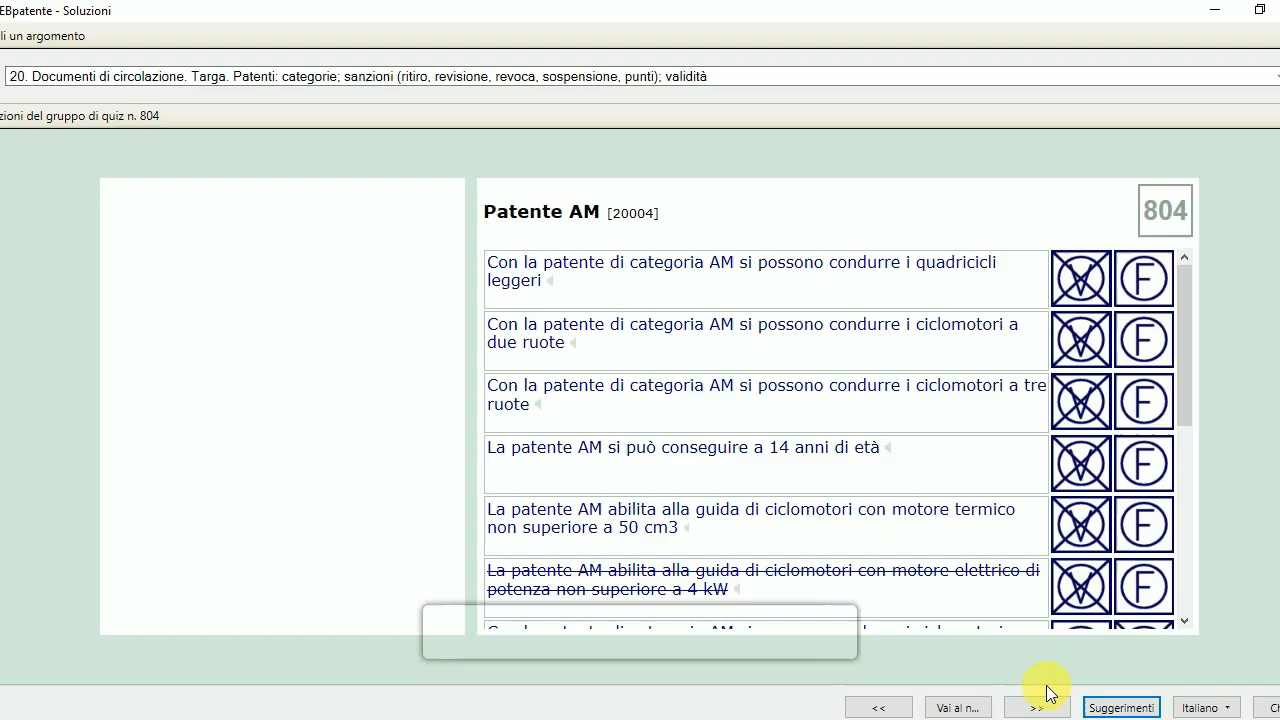 EBpatente - Soluzioni
li un argomento
20. Documenti di circolazione. Targa. Patenti: categorie; sanzioni (ritiro, revisione, revoca, sospensione, punti); validità
zioni del gruppo di quiz n. 804
Patente AM [20004]
804
Con la patente di categoria AM si possono condurre i quadricicli
leggeri
V F
Con la patente di categoria AM si possono condurre i ciclomotori a
due ruote
V F
Con la patente di categoria AM si possono condurre i ciclomotori a tre
ruote
V F
La patente AM si può conseguire a 14 anni di età
V F
La patente AM abilita alla guida di ciclomotori con motore termico
non superiore a 50 cm3
V F
La patente AM abilita alla guida di ciclomotori con motore elettrico di
potenza non superiore a 4 kW
V F
<< Vai al n... >> Suggerimenti Italiano